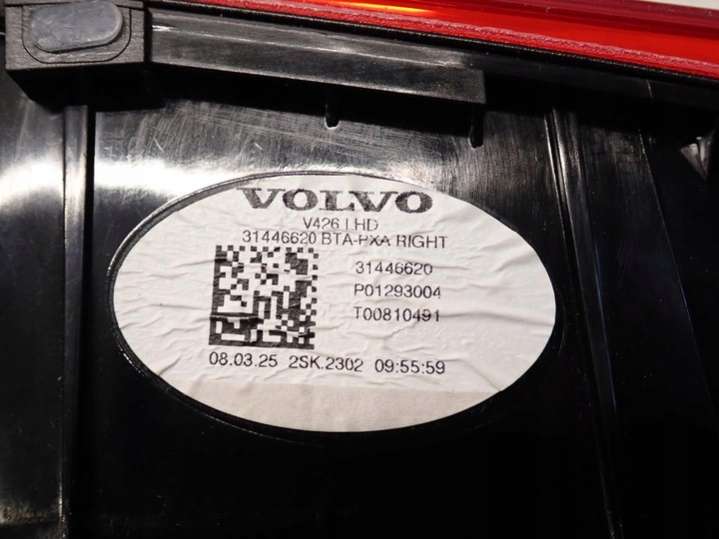 VOLVO
V426 LHD
31446620 BTA-PXA RIGHT
31446620
P01293004
T00810491
08.03.25 2SK.2302 09:55:59